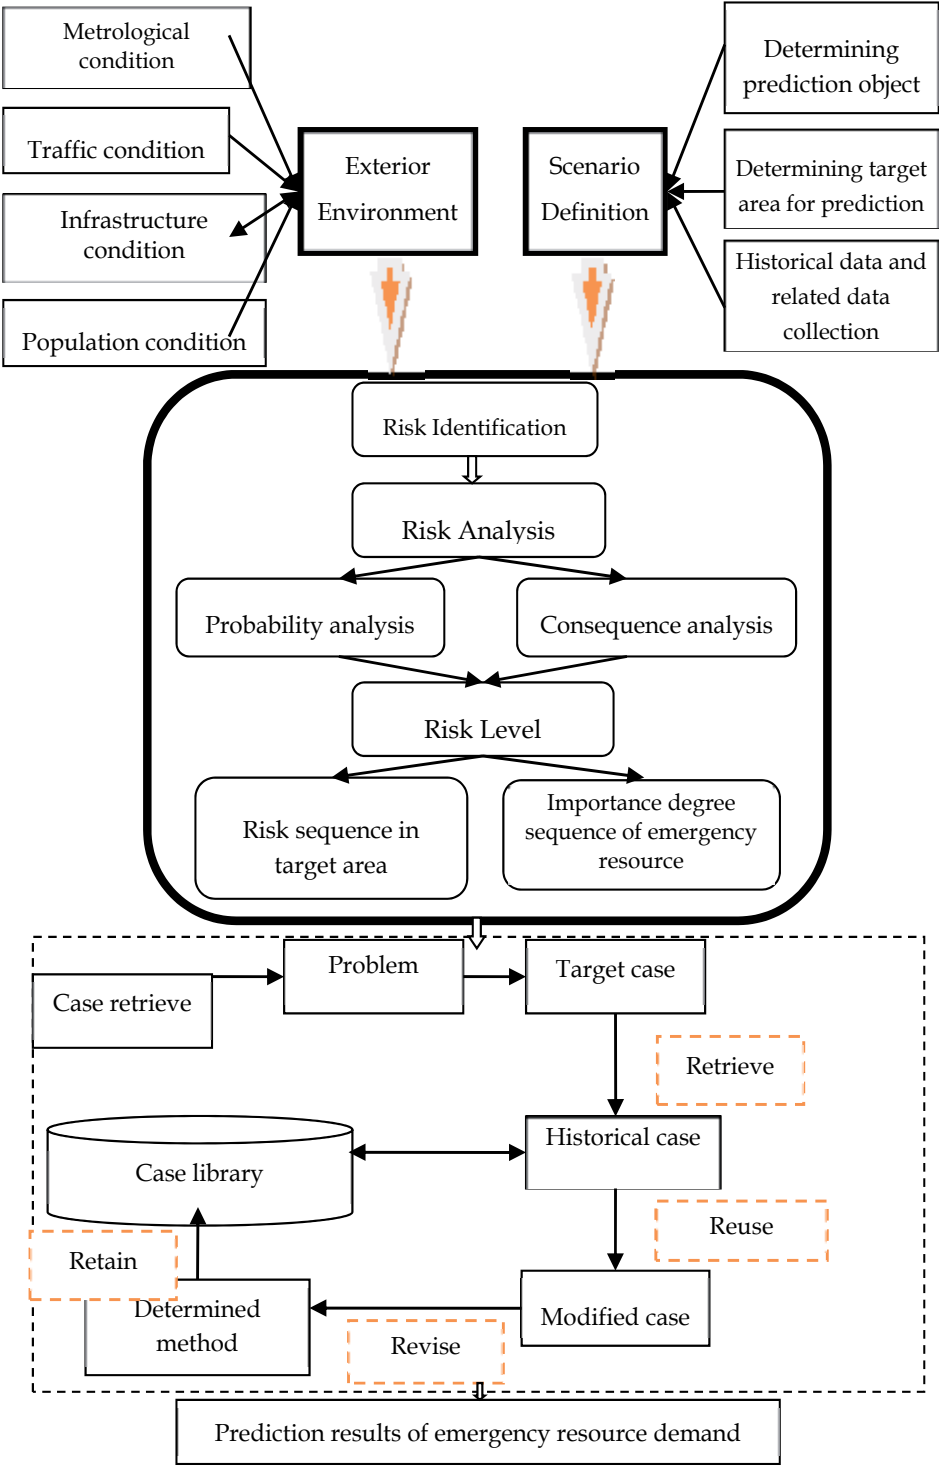 Metrological
condition
Traffic condition
Infrastructure
condition
Population condition
Exterior
Environment
Scenario
Definition
Determining
prediction object
Determining target
area for prediction
Historical data and
related data
collection
Risk Identification
Risk Analysis
Probability analysis
Consequence analysis
Risk Level
Risk sequence in
target area
Importance degree
sequence of emergency
resource
Case retrieve
Problem
Target case
Retrieve
Historical case
Case library
Reuse
Retain
Determined
method
Modified case
Revise
Prediction results of emergency resource demand